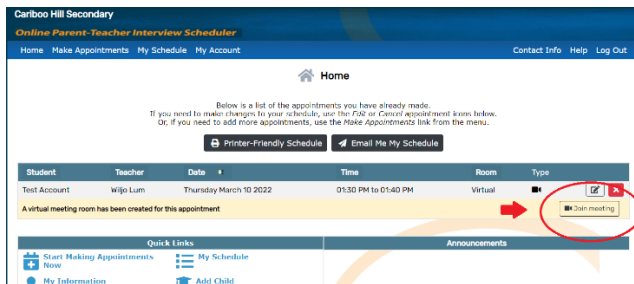 Cariboo Hill Secondary
Online Parent-Teacher Interview Scheduler
Home Make Appointments My Schedule My Account Contact Info Help Log Out
Home
Below is a list of the appointments you have already made.
If you need to make changes to your schedule, use the Edit or Cancel appointment icons below.
Or, if you need to add more appointments, use the Make Appointments link from the menu.
Printer-Friendly Schedule Email Me My Schedule
Student Teacher Date Time Room Type
Test Account Wiljo Lum Thursday March 10 2022 01:30 PM to 01:40 PM Virtual
A virtual meeting room has been created for this appointment Join meeting
Quick Links Announcements
Start Making Appointments Now My Schedule
My Information Add Child